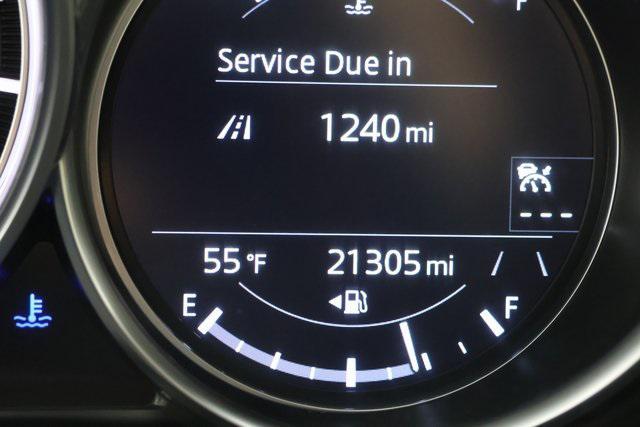 F
Service Due in
1240 mi
---
55°F 21305 mi
E F